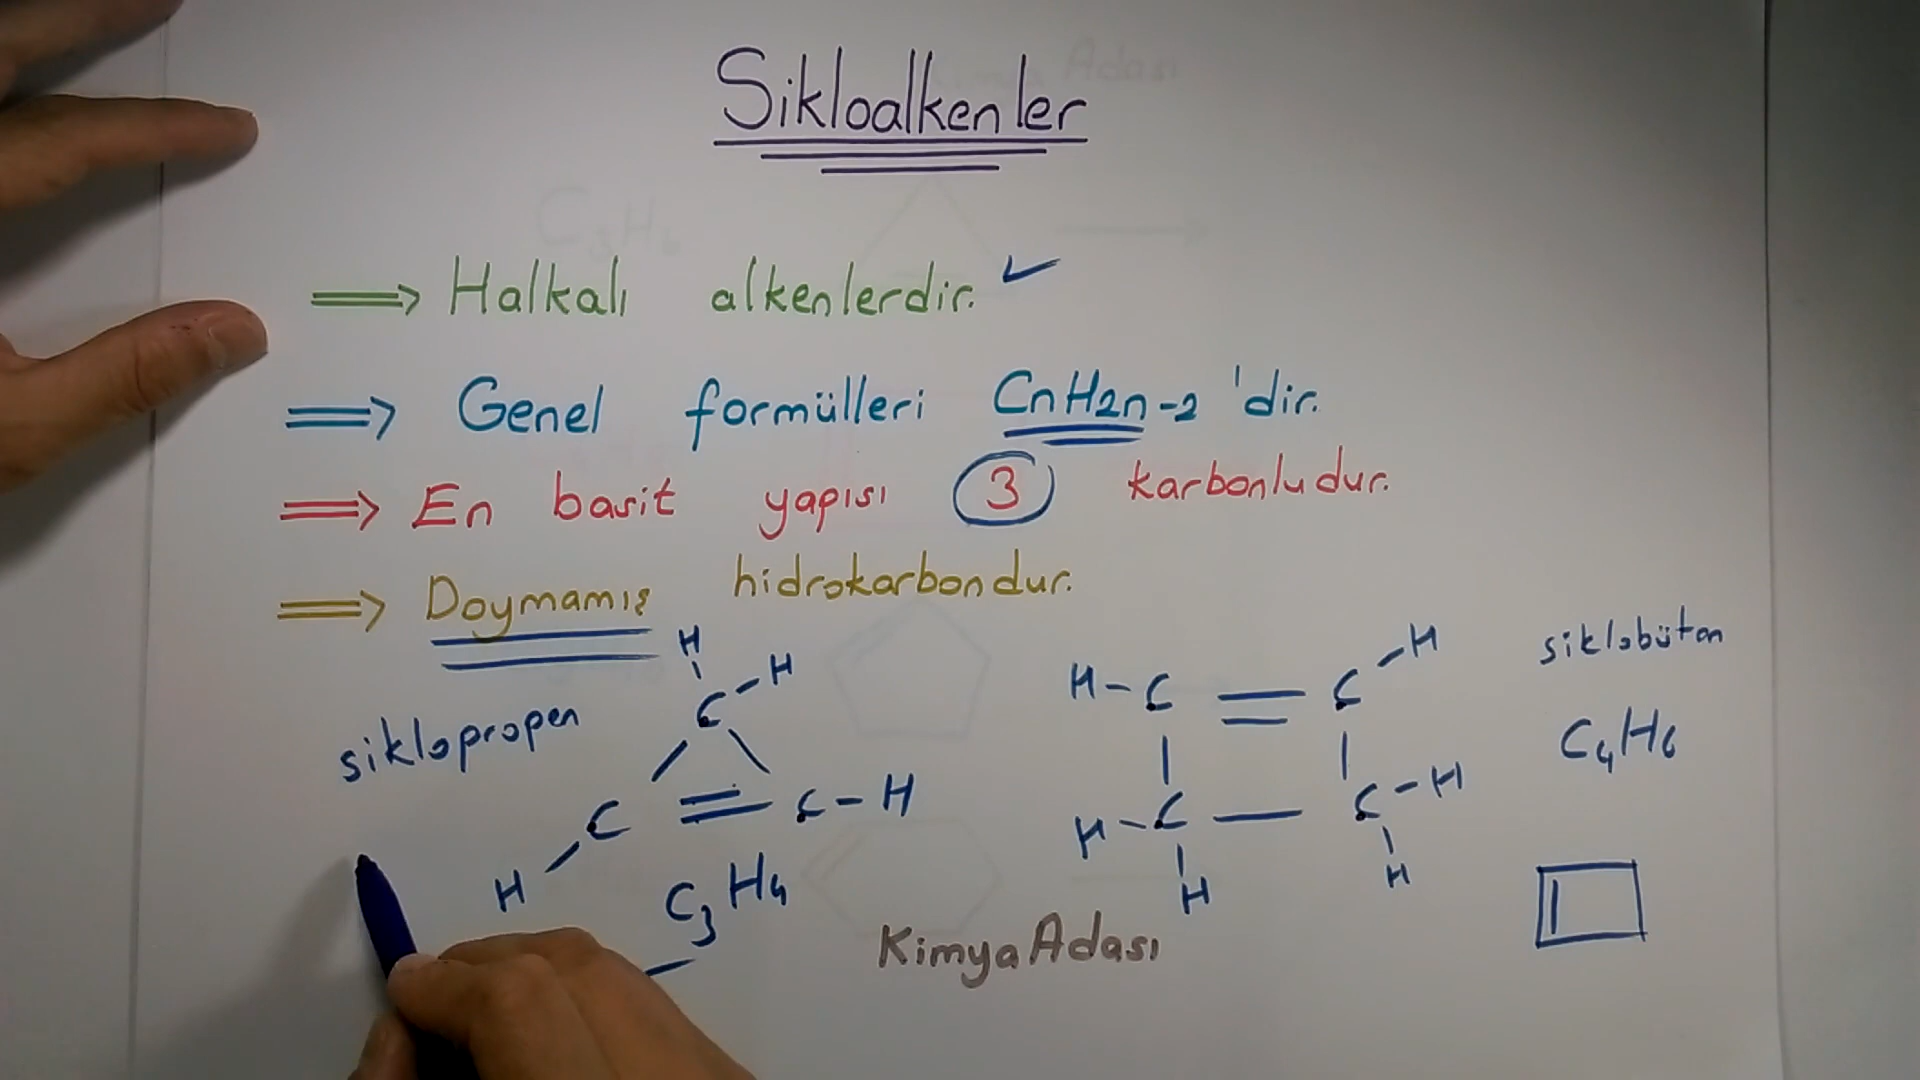 Sikloalkenler
⇒ Halkalı alkenlerdir. ✓
⇒ Genel formülleri CnH2n-2 'dir.
⇒ En basit yapısı 3 karbonludur.
⇒ Doymamış hidrokarbondur.
siklopropen
H
H
C
C = C - H
H
C3H4
H - C = C - H
H - C - C - H
H H
siklobüten
C4H6
KimyaAdası